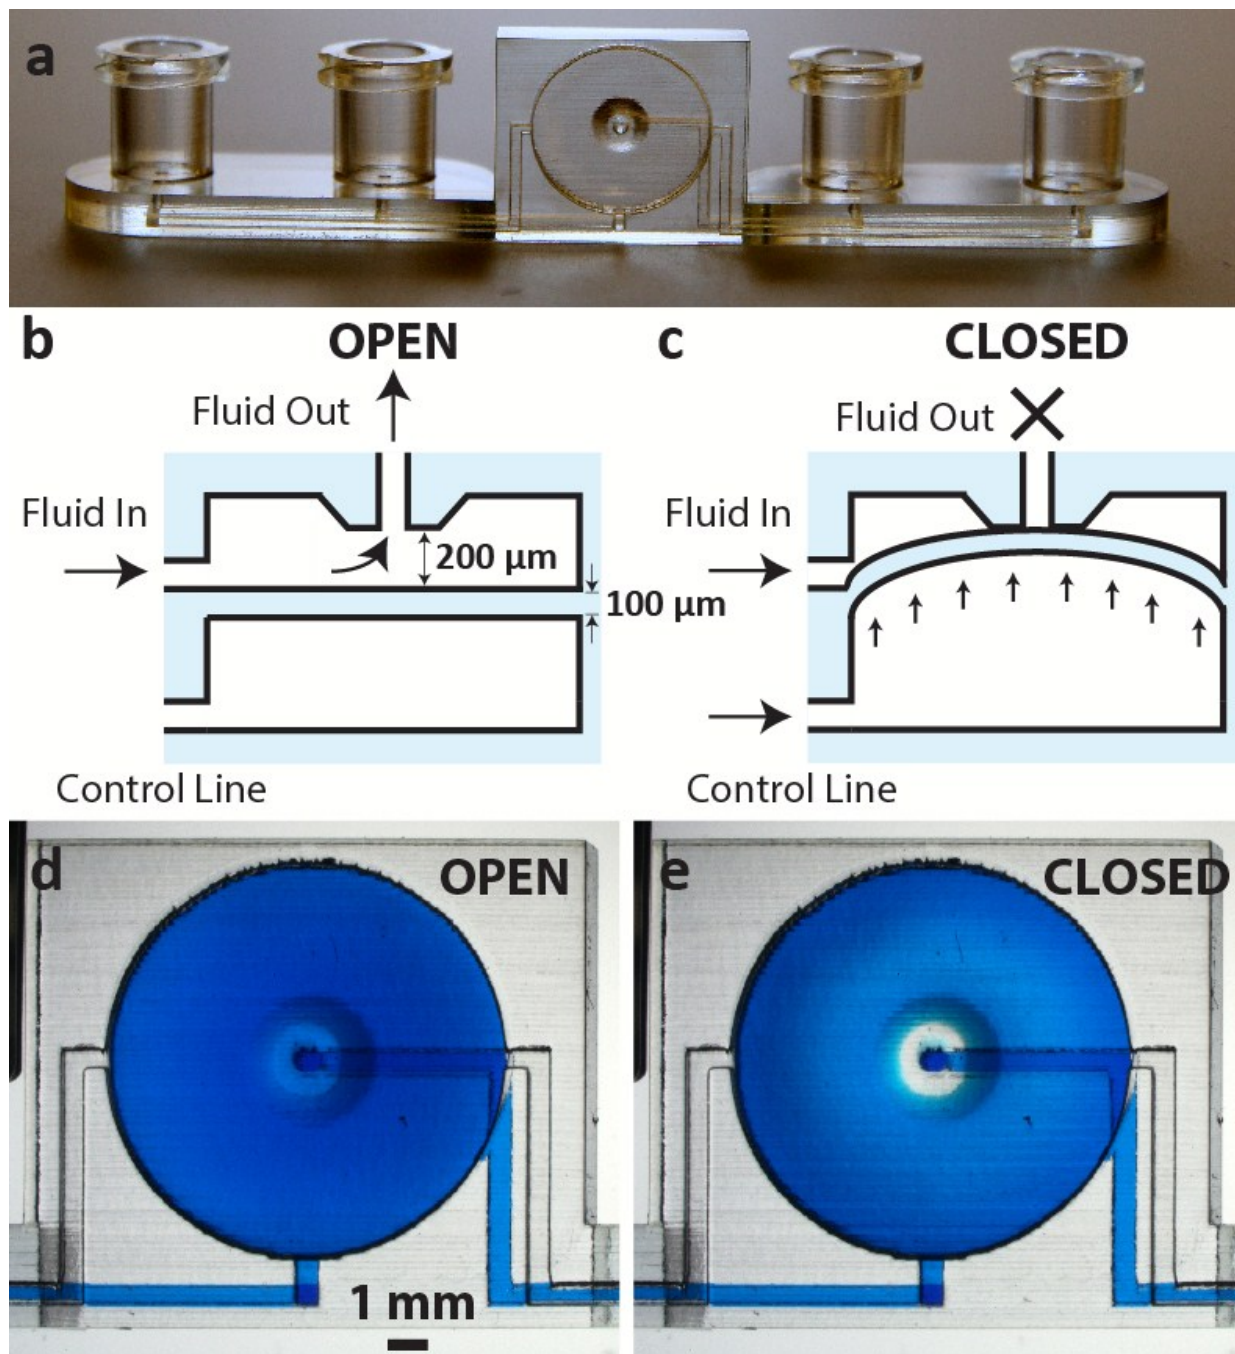 a
b
OPEN
Fluid Out
Fluid In
200 µm
100 µm
Control Line
c
CLOSED
Fluid Out
Fluid In
Control Line
d
OPEN
1 mm
e
CLOSED